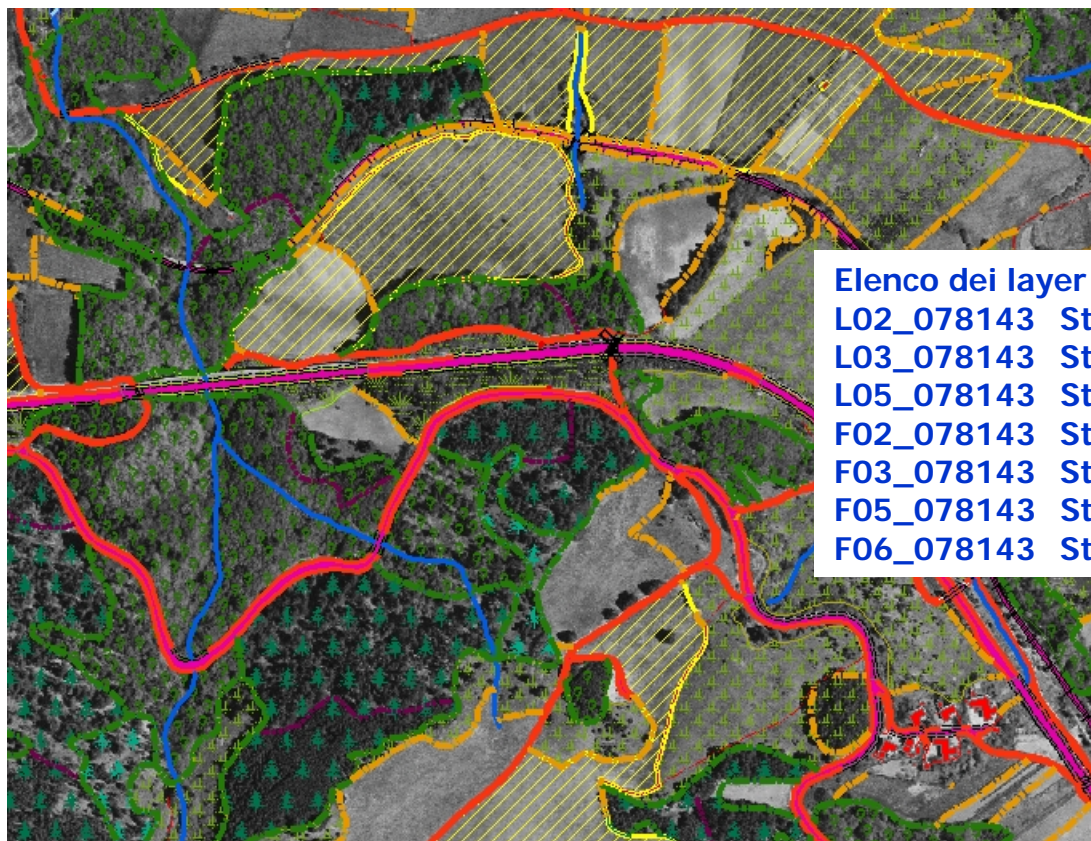 Elenco dei layer
L02_078143 St
L03_078143 St
L05_078143 St
F02_078143 St
F03_078143 St
F05_078143 St
F06_078143 St